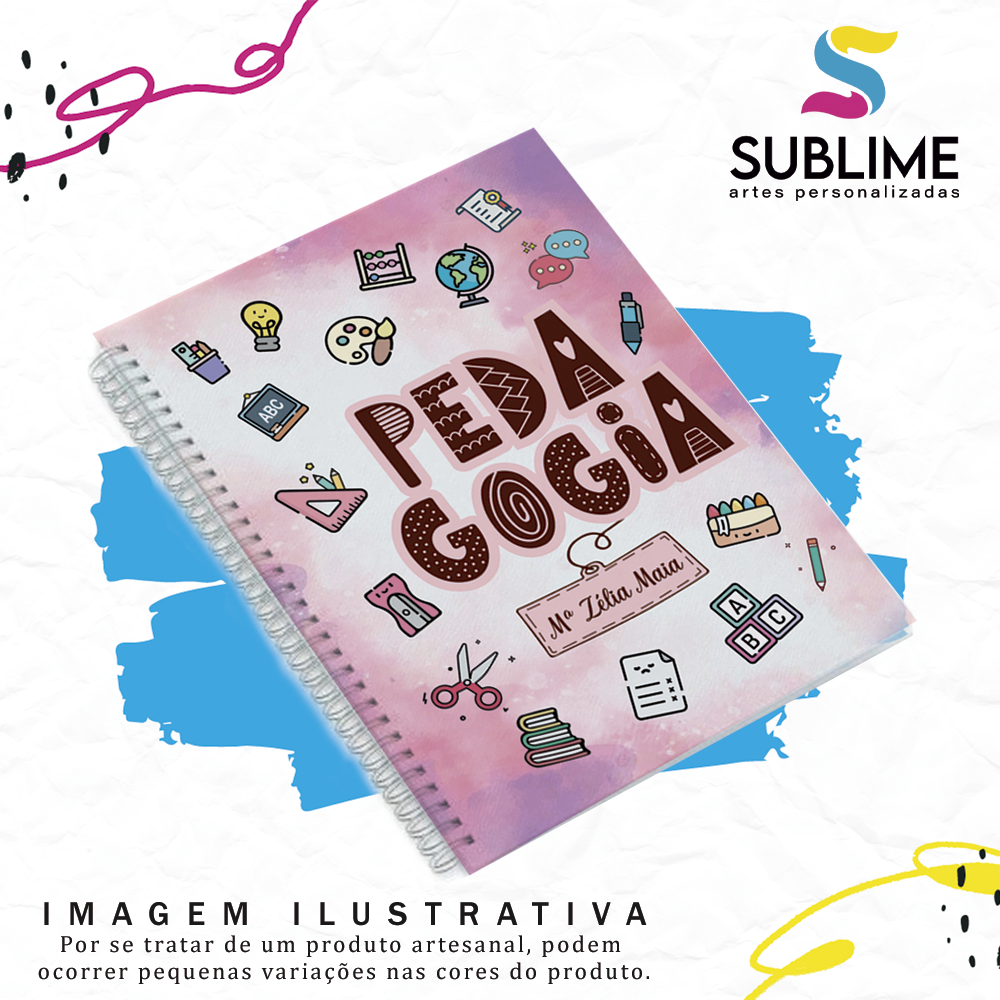 SUBLIME
artes personalizadas
ABC
PEDA
GOGIA
Mª Zélia Maia
A
B C
IMAGEM ILUSTRATIVA
Por se tratar de um produto artesanal, podem
ocorrer pequenas variações nas cores do produto.